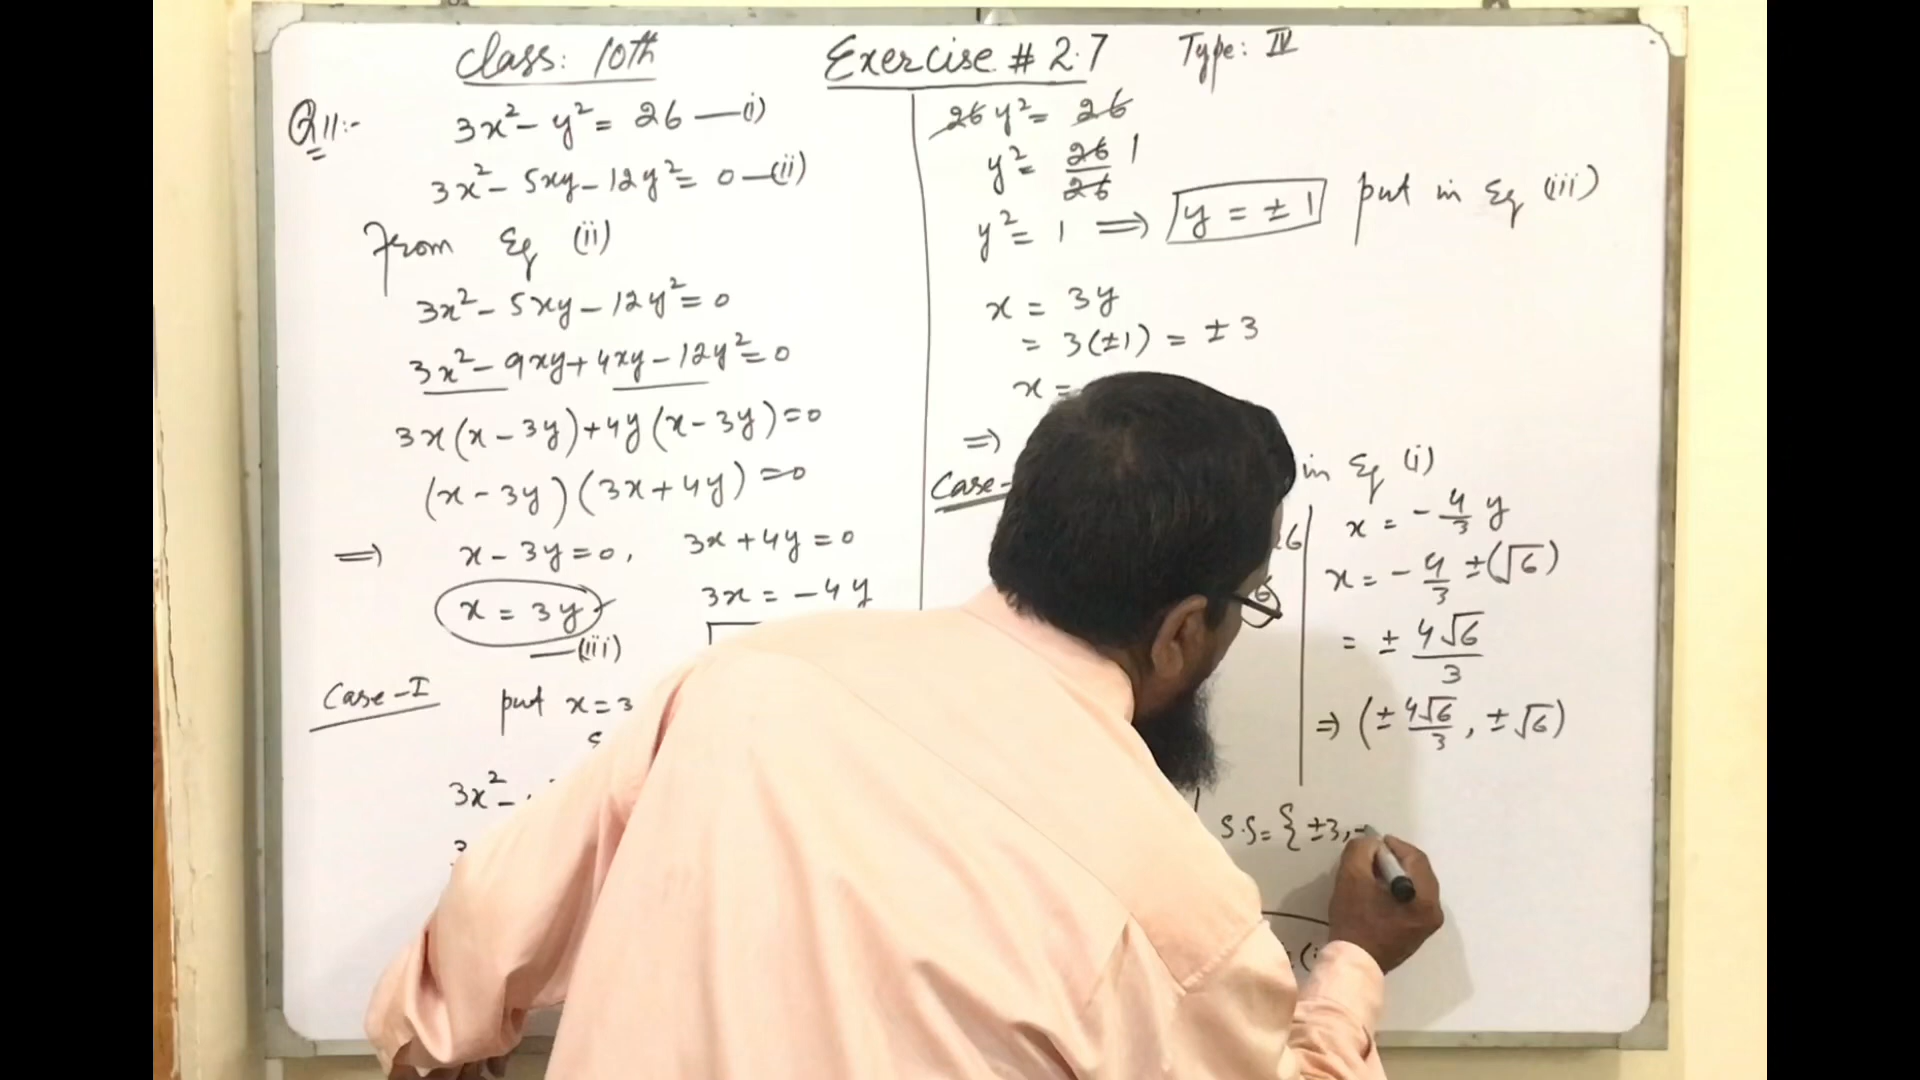 Class: 10th
Exercise # 2.7
Type: IV
Q11:-
3x² - y² = 26 —(i)
3x² - 5xy - 12y² = 0 —(ii)
From Eq (ii)
3x² - 5xy - 12y² = 0
3x² - 9xy + 4xy - 12y² = 0
3x(x - 3y) + 4y(x - 3y) = 0
(x - 3y)(3x + 4y) = 0
⇒ x - 3y = 0, 3x + 4y = 0
x = 3y 3x = -4y
—(iii)
Case-I put x = 3
3x² -
3
26y² = 26
y² = 26/26 1
y² = 1 ⇒ y = ±1 put in Eq (iii)
x = 3y
= 3(±1) = ±3
x =
⇒
Case-
in Eq (i)
26
6
x = -4/3 y
x = -4/3 ±(√6)
= ± 4√6/3
⇒ (± 4√6/3, ±√6)
S.S = { ±3,